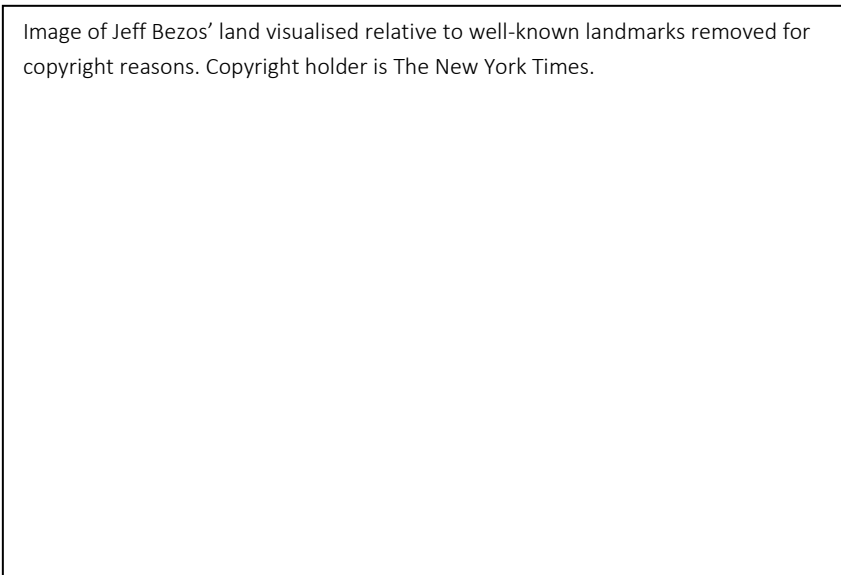 Image of Jeff Bezos’ land visualised relative to well-known landmarks removed for
copyright reasons. Copyright holder is The New York Times.